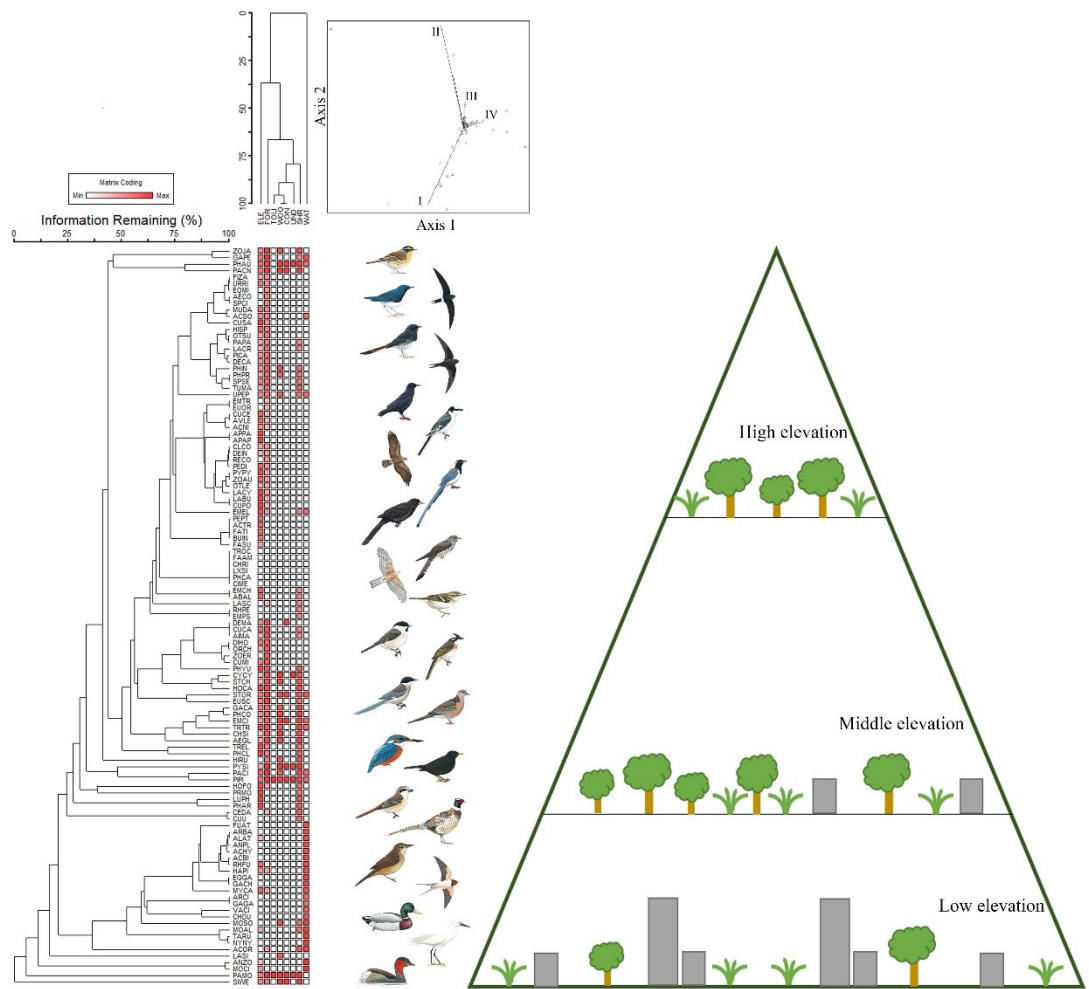 0
25
50
75
100
Axis 2
II
III
IV
I
Axis 1
Matrix Coding
Min
Max
Information Remaining (%)
0
25
50
75
100
ELE
FOR
TOU
WOO
CON
UND
SHR
WAT
ZOJA
GAPE
PHAU
PACN
FIZA
URRI
EQMI
AECO
SPCI
MUDA
ACSO
CUSA
HISP
OTSU
PAPA
LACR
PICA
DECA
PHIN
PHPR
SPSE
TUMA
UPEP
EMTR
EUOR
CUCE
AVLE
ACNI
APPA
APAP
CLCO
DEIN
RECO
PEDI
PYPY
ZOAU
OTLE
LACY
LABU
CUPO
EMEL
PEPT
ACTR
FATI
BUIN
FASU
TROC
FAAM
CHRI
LXSI
PHCA
CIME
EMCH
ABAL
LASC
RHPE
EMPS
DEMA
CUCA
AIMA
DIHO
ORCH
ZOER
CUMI
PHYU
CYCY
STCH
HOCA
STOR
EUSC
GACA
PHCO
EMCI
TRTR
CHSI
AEGL
TREL
PHCL
HIRU
PYSI
PACI
PIPI
HOFO
PRMO
LUPH
PHAR
CEDA
CUU
FUAT
ARBA
ALAT
ANPL
ACHY
ACBI
RHFU
HAPI
EGGA
GACH
MYCA
ARCI
GAGA
VACI
CHDU
MOSO
MOAL
TARU
NYNY
ACOR
LASI
ANZO
MOCI
PAMO
SIWE
High elevation
Middle elevation
Low elevation